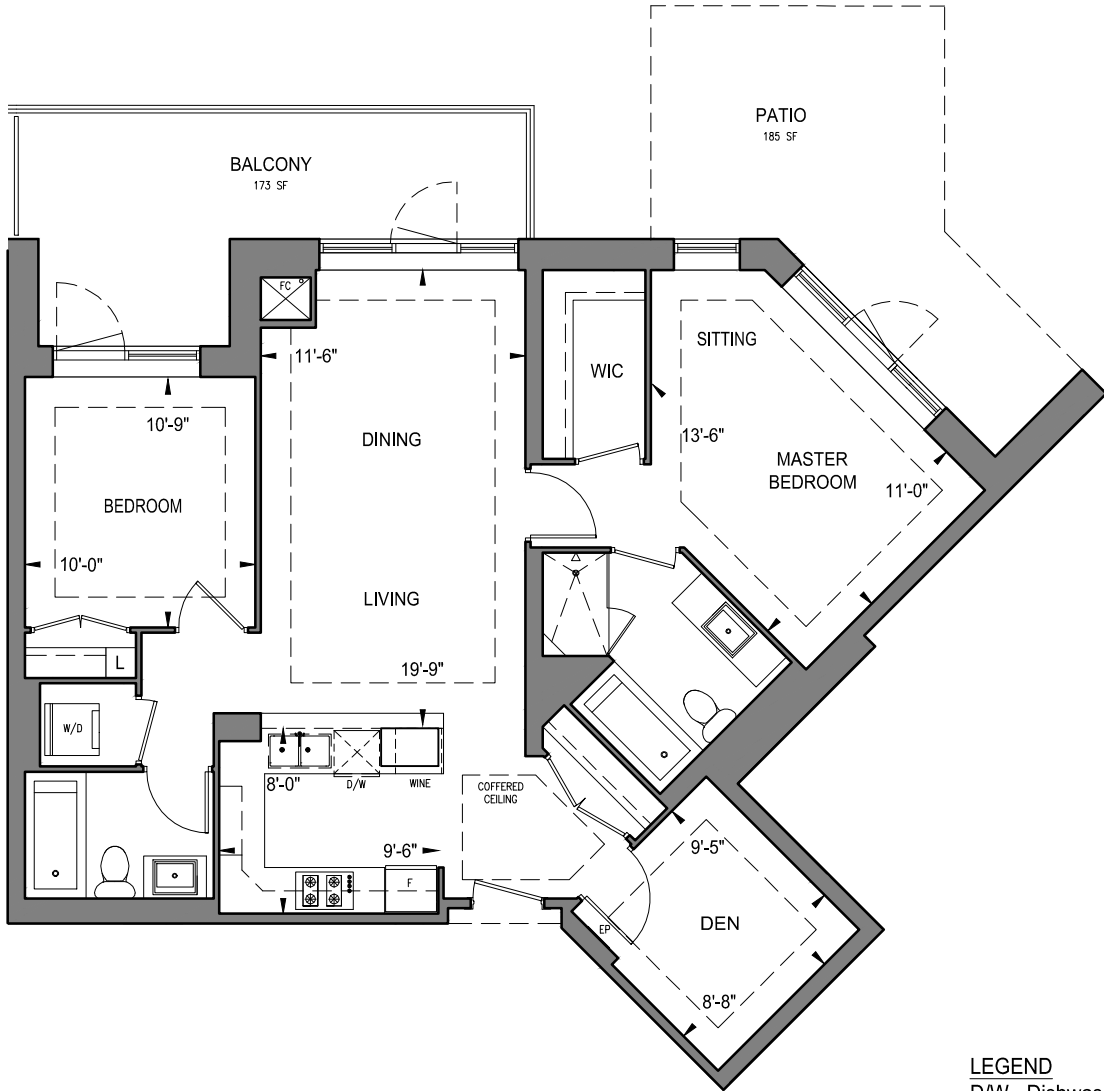 PATIO
185 SF
BALCONY
173 SF
FC
11'-6"
SITTING
WIC
10'-9"
DINING
13'-6"
MASTER
BEDROOM
11'-0"
BEDROOM
10'-0"
LIVING
L
19'-9"
W/D
8'-0"
D/W
WINE
COFFERED
CEILING
9'-6"
9'-5"
F
EP
DEN
8'-8"
LEGEND